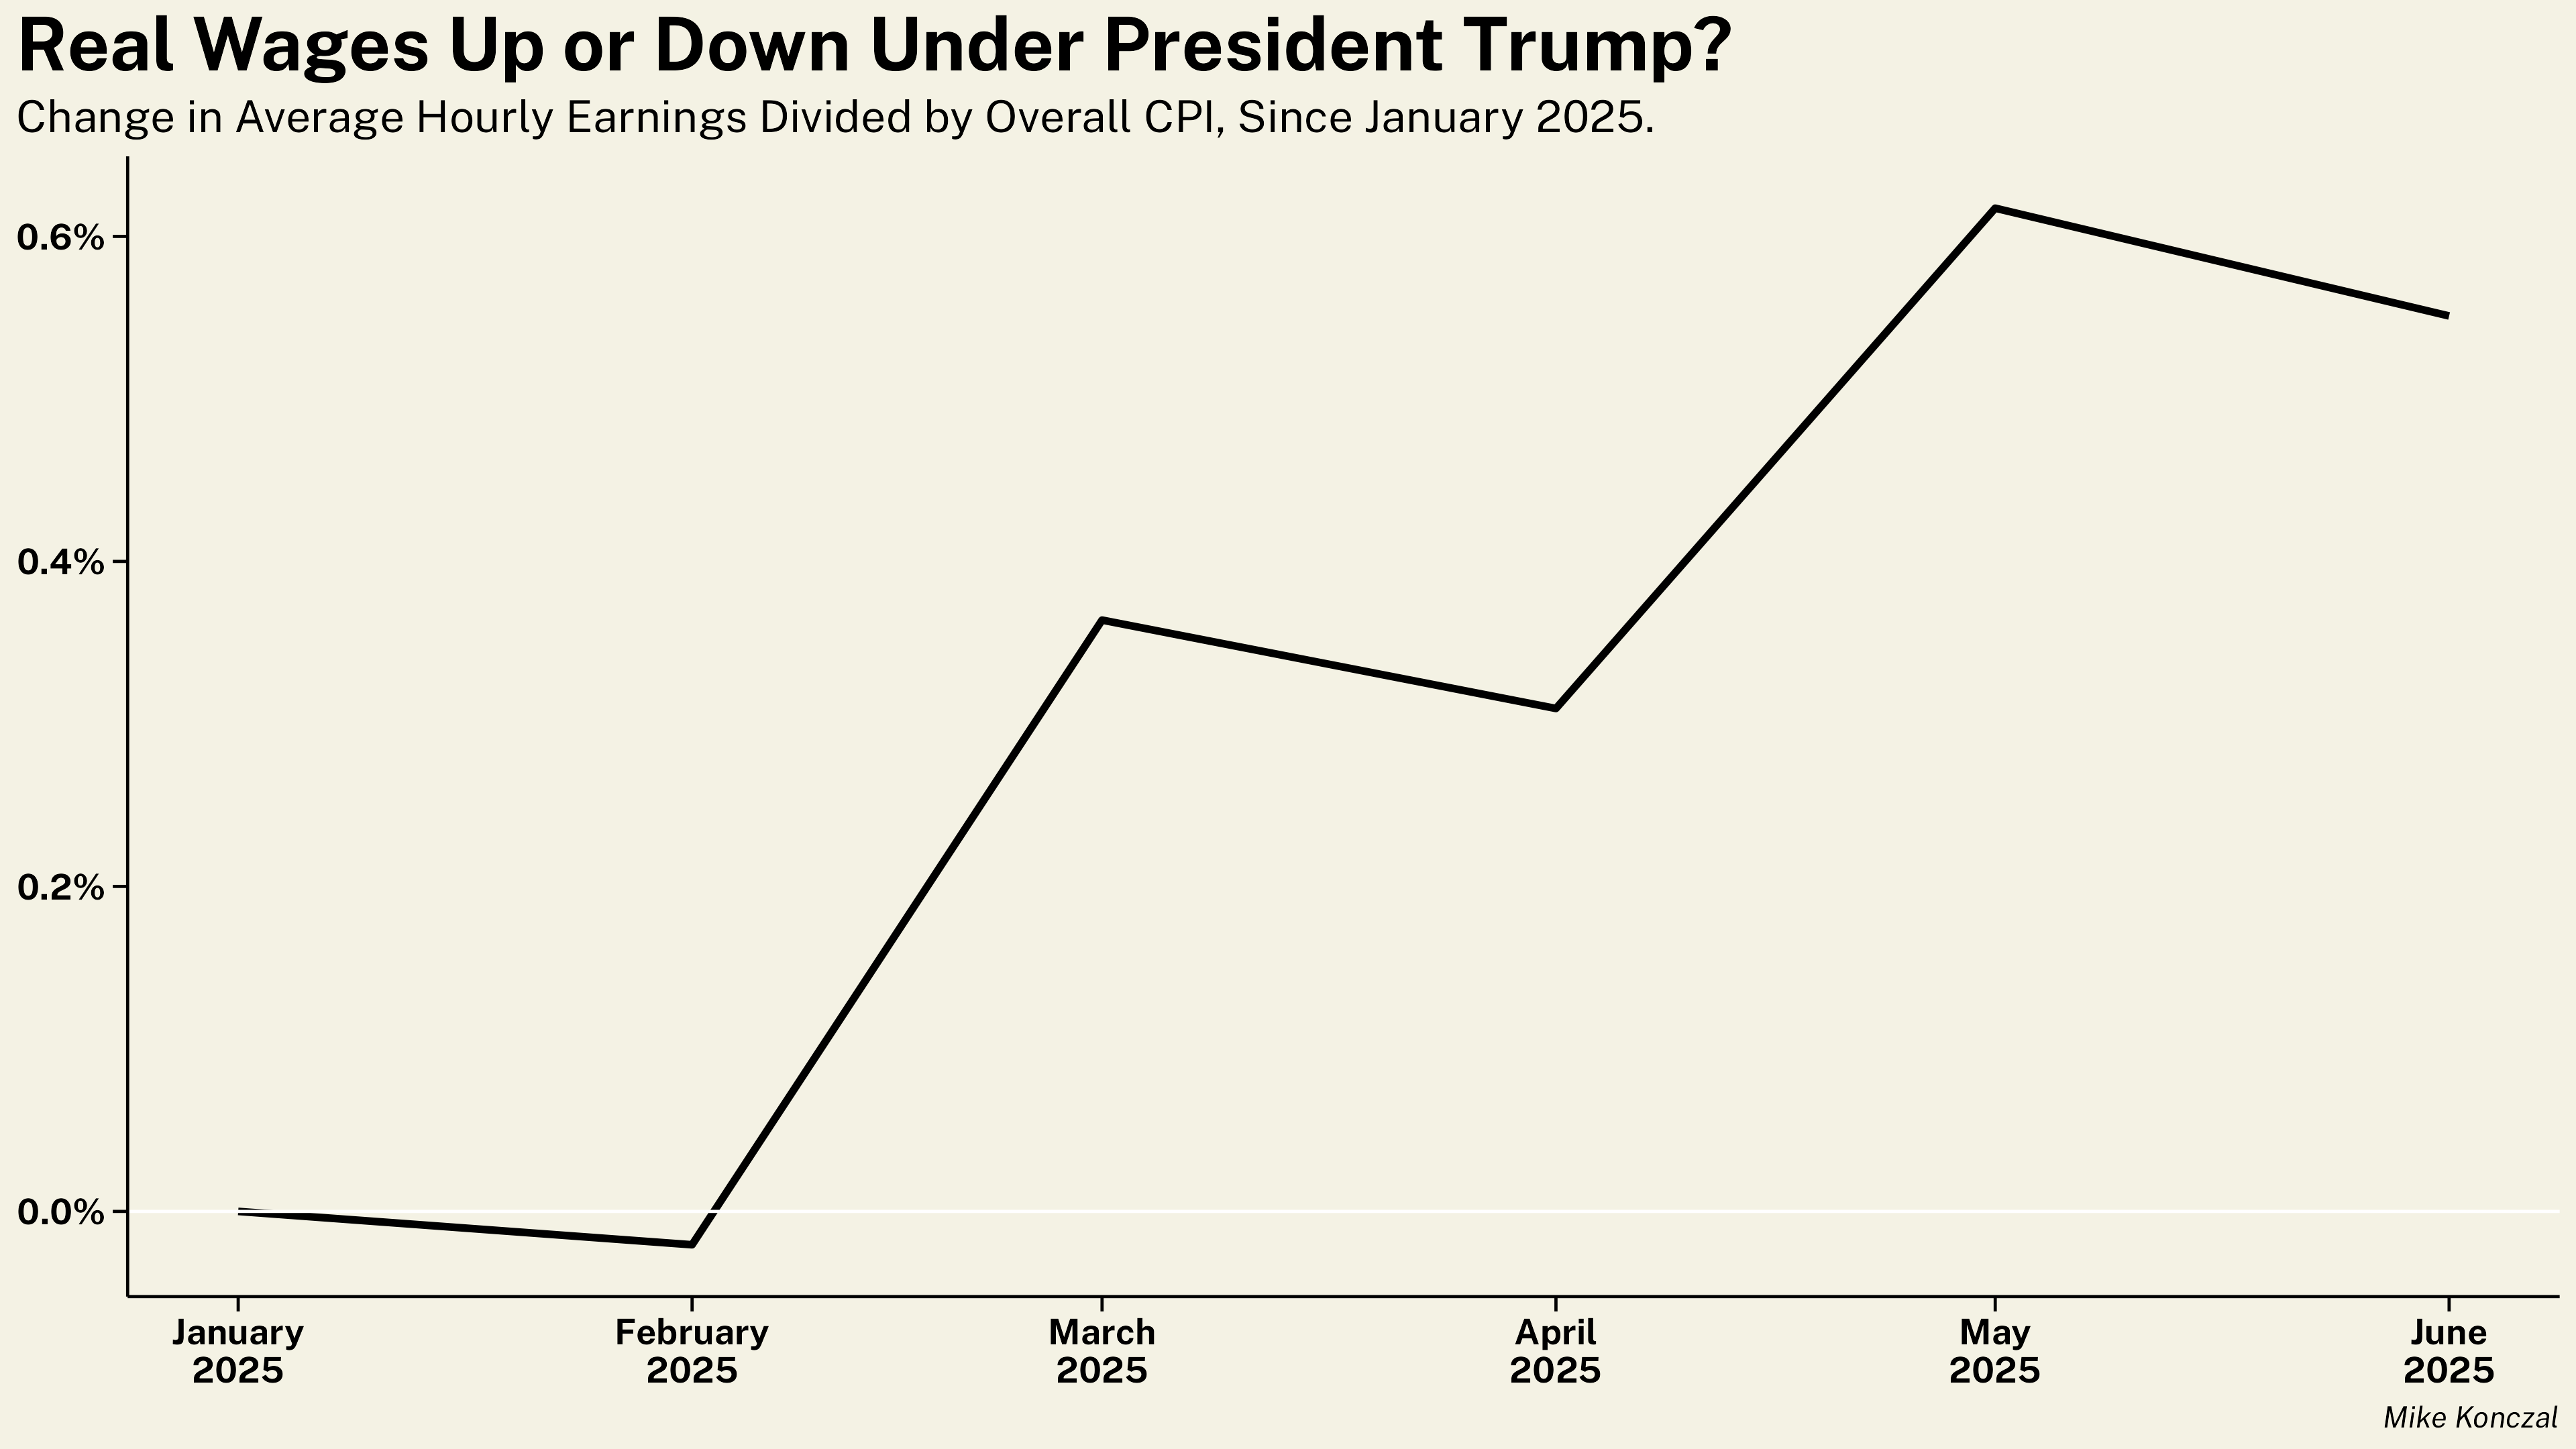 Real Wages Up or Down Under President Trump?
Change in Average Hourly Earnings Divided by Overall CPI, Since January 2025.
0.6%
0.4%
0.2%
0.0%
January February March April May June
2025 2025 2025 2025 2025 2025
Mike Konczal